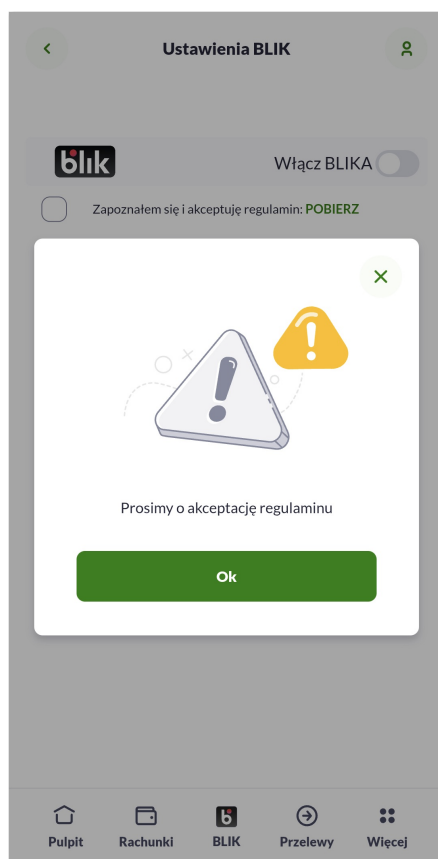 Ustawienia BLIK
blik
Włącz BLIKA
Zapoznałem się i akceptuję regulamin: POBIERZ
Prosimy o akceptację regulaminu
Ok
Pulpit Rachunki BLIK Przelewy Więcej